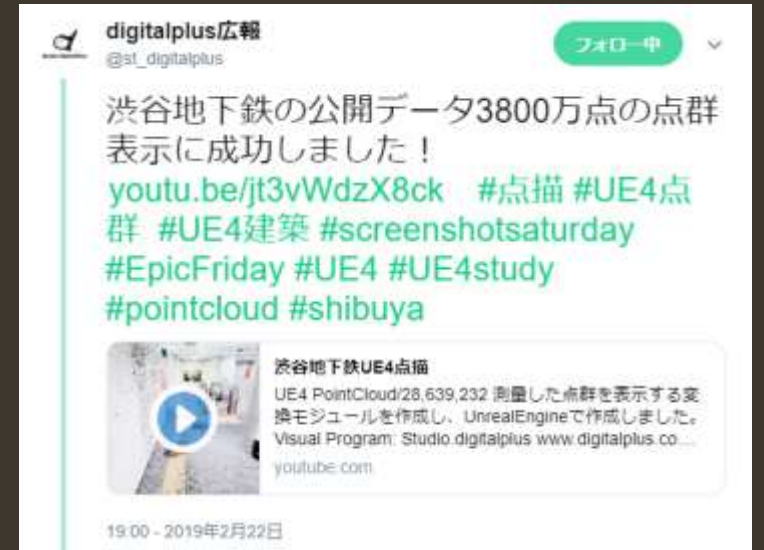 digitalplus広報
@st_digitalplus
フォロー中
渋谷地下鉄の公開データ3800万点の点群
表示に成功しました！
youtu.be/jt3vWdzX8ck #点描 #UE4点
群 #UE4建築 #screenshotsaturday
#EpicFriday #UE4 #UE4study
#pointcloud #shibuya
渋谷地下鉄UE4点描
UE4 PointCloud/28,639,232 測量した点群を表示する変
換モジュールを作成し、UnrealEngineで作成しました。
Visual Program: Studio digitalplus www.digitalplus.co...
youtube.com
19:00 - 2019年2月22日